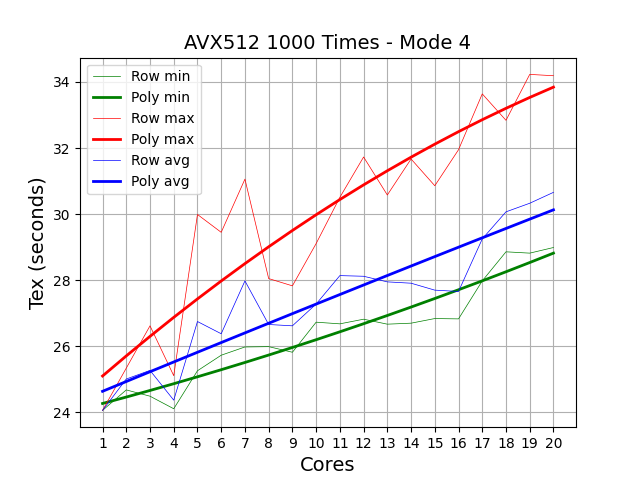 AVX512 1000 Times - Mode 4
Row min
Poly min
Row max
Poly max
Row avg
Poly avg
Tex (seconds)
34
32
30
28
26
24
1 2 3 4 5 6 7 8 9 10 11 12 13 14 15 16 17 18 19 20
Cores